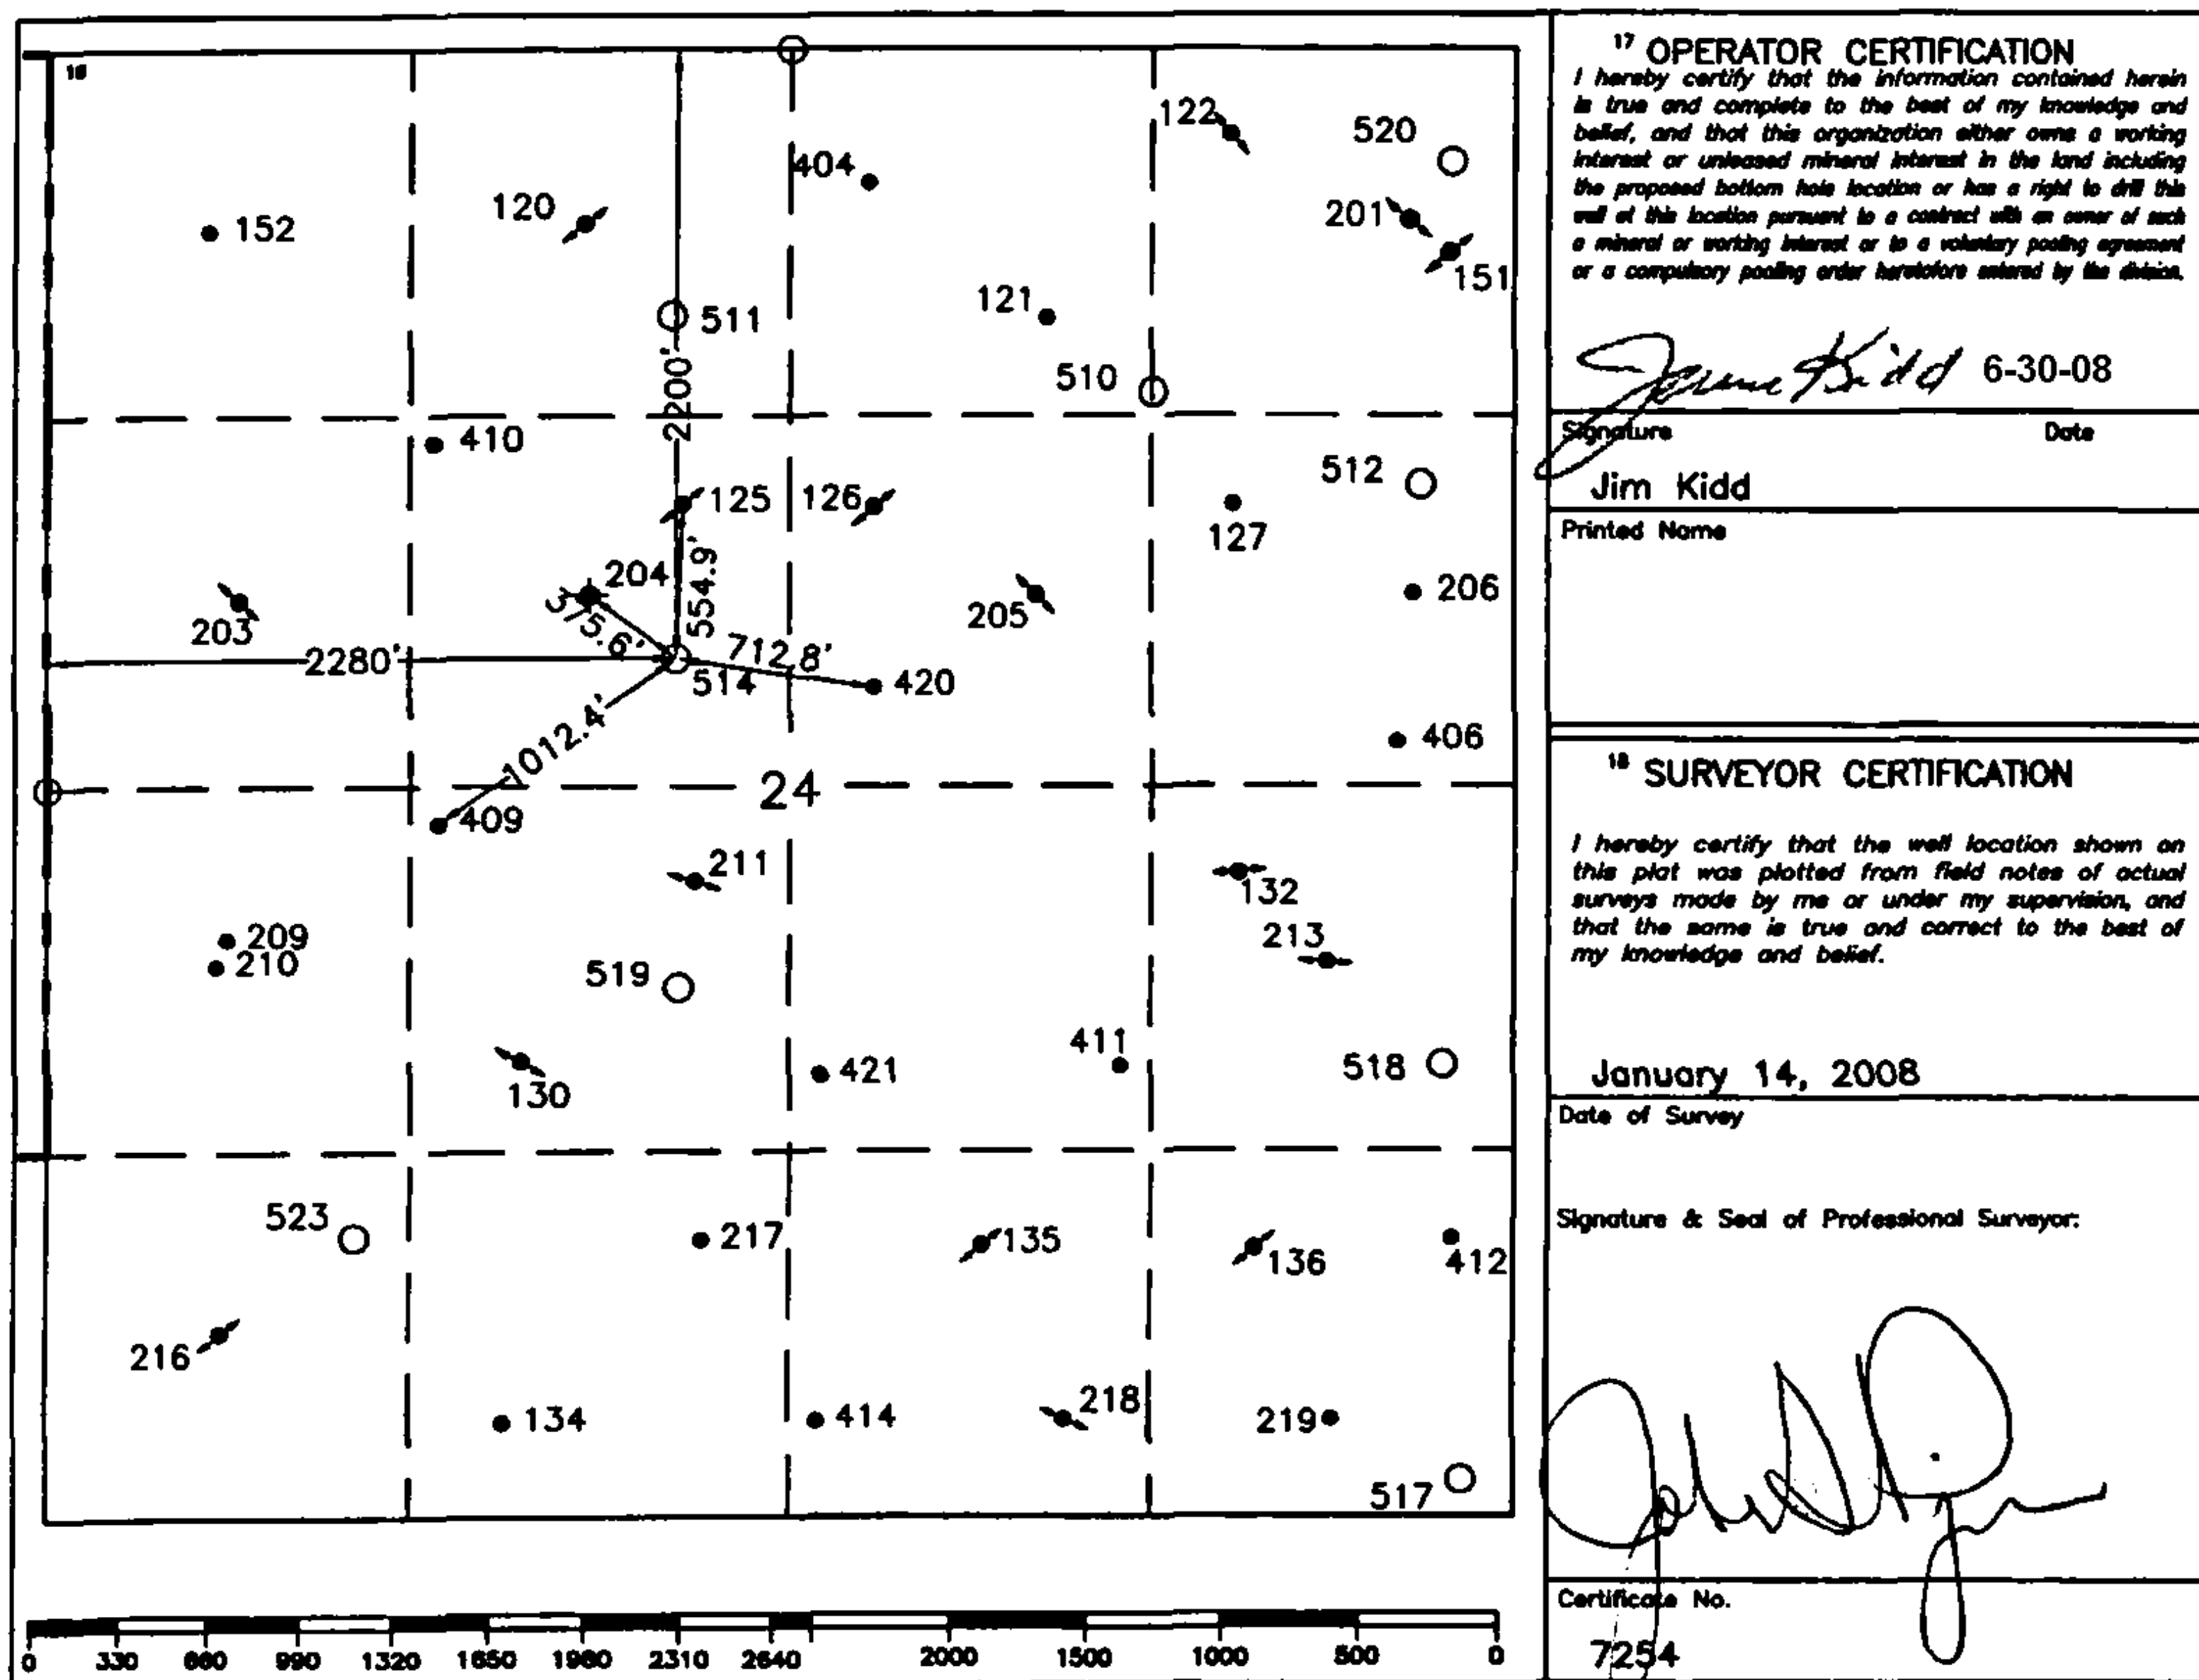 16
122
520
404
120
201
152
151
121
511
2200'
510
410
512
125
126
127
554.9'
204
206
375.6'
205
203
712.8'
2280'
514
420
406
1012.4'
24
409
211
132
213
209
210
519
411
421
518
130
523
217
135
136
412
216
134
414
218
219
517
0 330 660 990 1320 1650 1980 2310 2640 2000 1500 1000 500 0
17 OPERATOR CERTIFICATION
I hereby certify that the information contained herein
is true and complete to the best of my knowledge and
belief, and that this organization either owns a working
interest or unleased mineral interest in the land including
the proposed bottom hole location or has a right to drill this
well at this location pursuant to a contract with an owner of such
a mineral or working interest or to a voluntary pooling agreement
or a compulsory pooling order heretofore entered by the division.
Kidd 6-30-08
Signature Date
Jim Kidd
Printed Name
18 SURVEYOR CERTIFICATION
I hereby certify that the well location shown on
this plat was plotted from field notes of actual
surveys made by me or under my supervision, and
that the same is true and correct to the best of
my knowledge and belief.
January 14, 2008
Date of Survey
Signature & Seal of Professional Surveyor:
Certificate No.
7254